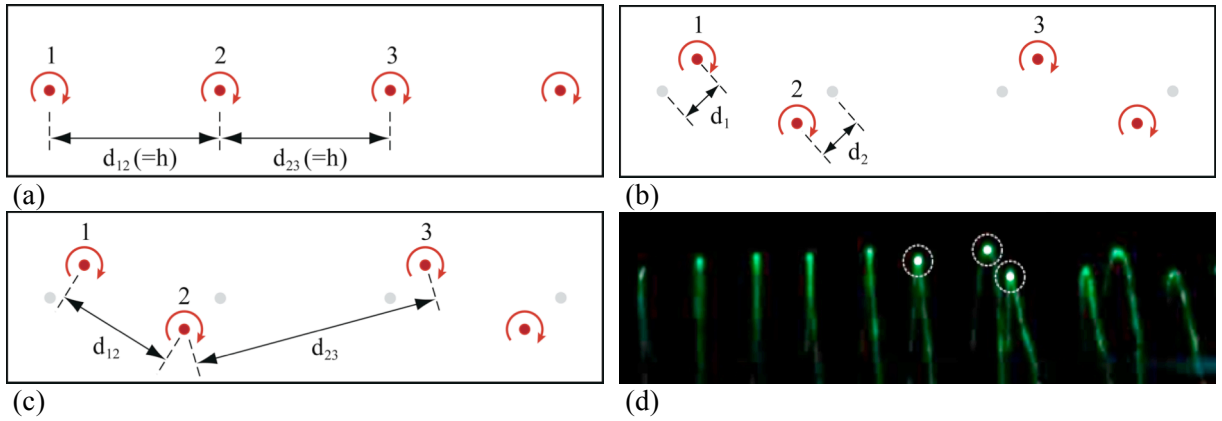 1 2 3
d₁₂ (=h) d₂₃ (=h)
(a)
1 3
2
d₁ d₂
(b)
1 3
2
d₁₂ d₂₃
(c)
(d)